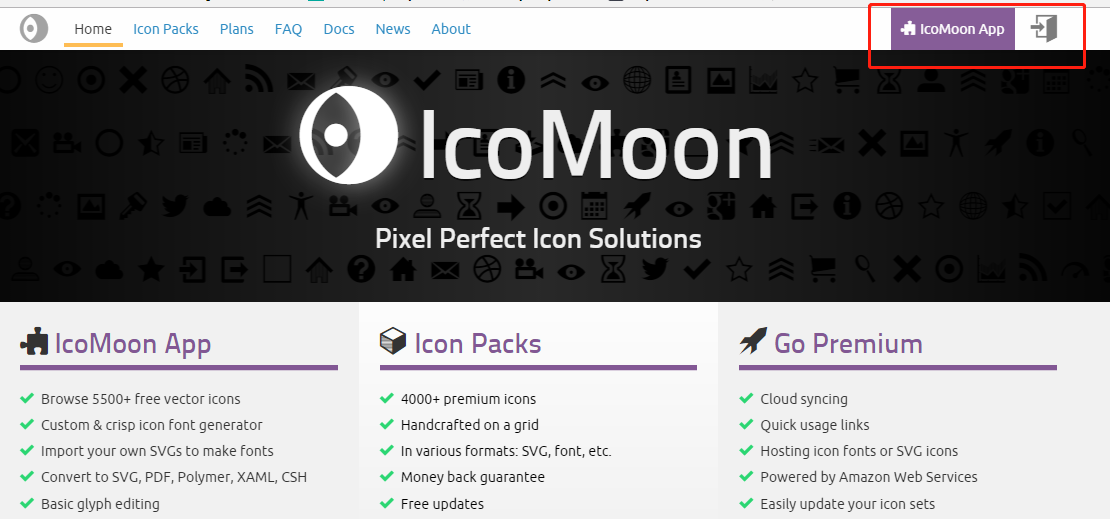 Home Icon Packs Plans FAQ Docs News About IcoMoon App
IcoMoon
Pixel Perfect Icon Solutions
IcoMoon App
Browse 5500+ free vector icons
Custom & crisp icon font generator
Import your own SVGs to make fonts
Convert to SVG, PDF, Polymer, XAML, CSH
Basic glyph editing
Icon Packs
4000+ premium icons
Handcrafted on a grid
In various formats: SVG, font, etc.
Money back guarantee
Free updates
Go Premium
Cloud syncing
Quick usage links
Hosting icon fonts or SVG icons
Powered by Amazon Web Services
Easily update your icon sets